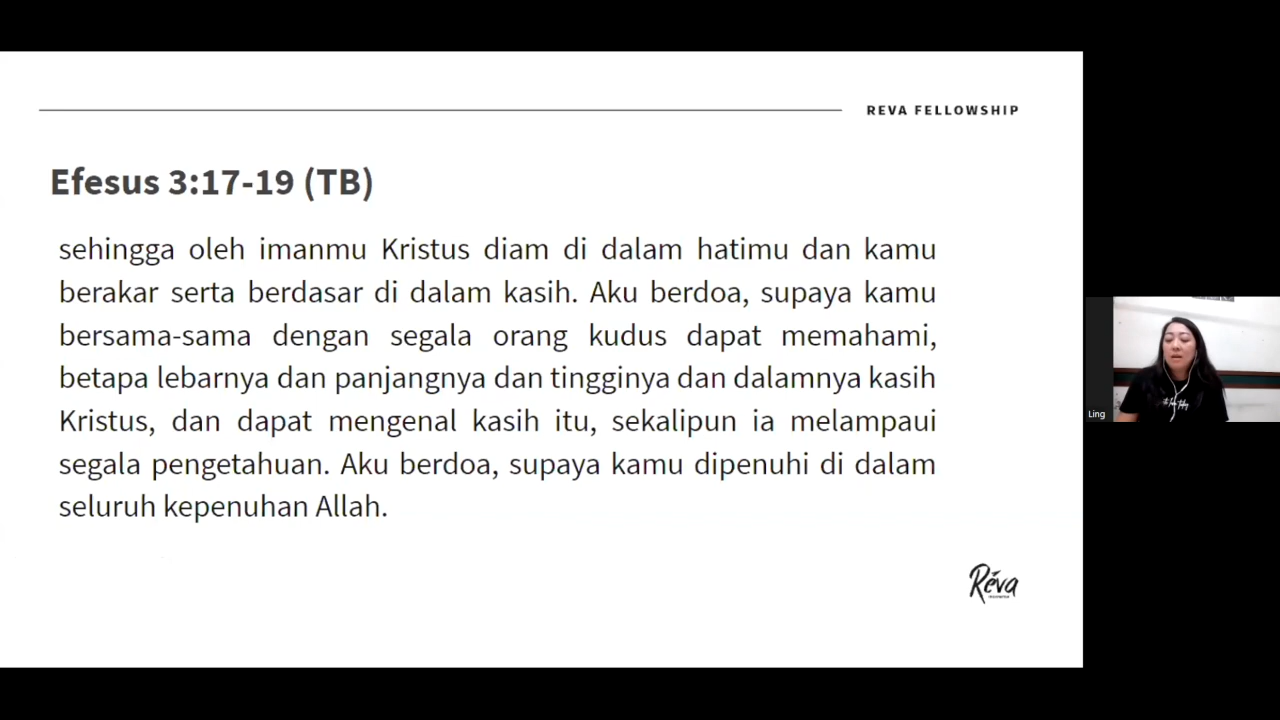 REVA FELLOWSHIP
Efesus 3:17-19 (TB)
sehingga oleh imanmu Kristus diam di dalam hatimu dan kamu
berakar serta berdasar di dalam kasih. Aku berdoa, supaya kamu
bersama-sama dengan segala orang kudus dapat memahami,
betapa lebarnya dan panjangnya dan tingginya dan dalamnya kasih
Kristus, dan dapat mengenal kasih itu, sekalipun ia melampaui
segala pengetahuan. Aku berdoa, supaya kamu dipenuhi di dalam
seluruh kepenuhan Allah.
Ling
Réva